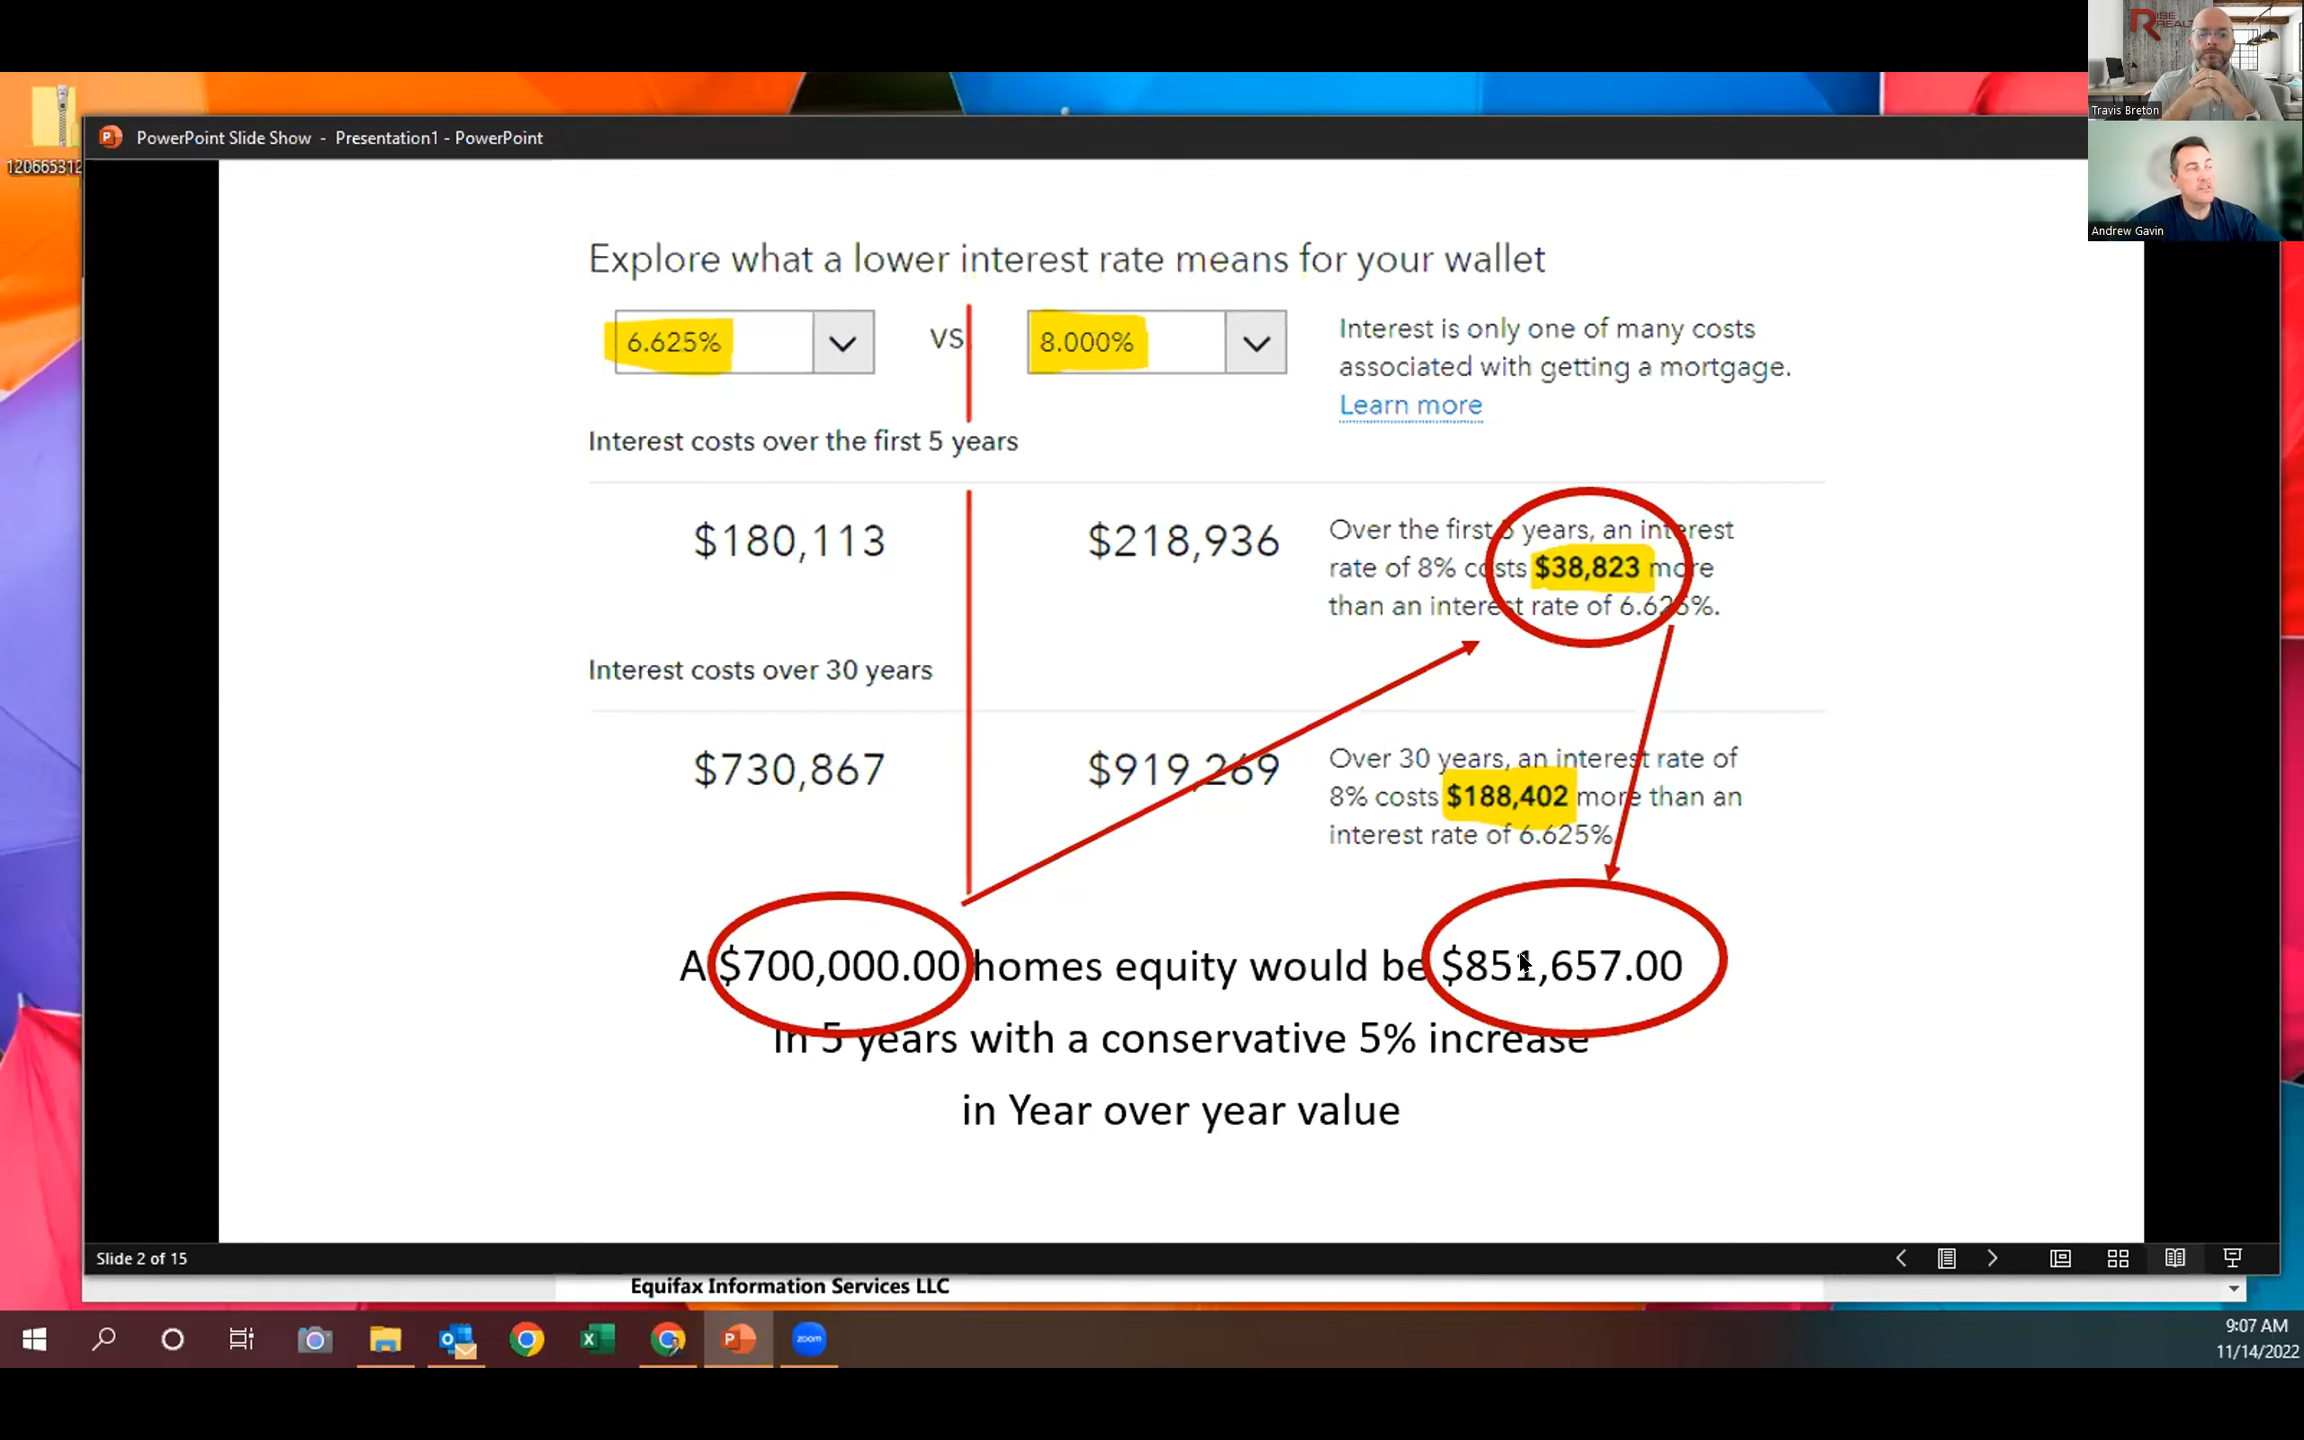 RISE
REALT
Travis Breton
Andrew Gavin
120665312
PowerPoint Slide Show - Presentation1 - PowerPoint
Explore what a lower interest rate means for your wallet
6.625%
VS
8.000%
Interest is only one of many costs
associated with getting a mortgage.
Learn more
Interest costs over the first 5 years
$180,113
$218,936
Over the first 5 years, an interest
rate of 8% costs $38,823 more
than an interest rate of 6.625%.
Interest costs over 30 years
$730,867
$919,269
Over 30 years, an interest rate of
8% costs $188,402 more than an
interest rate of 6.625%.
A $700,000.00 homes equity would be $851,657.00
In 5 years with a conservative 5% increase
in Year over year value
Slide 2 of 15
Equifax Information Services LLC
zoom
9:07 AM
11/14/2022